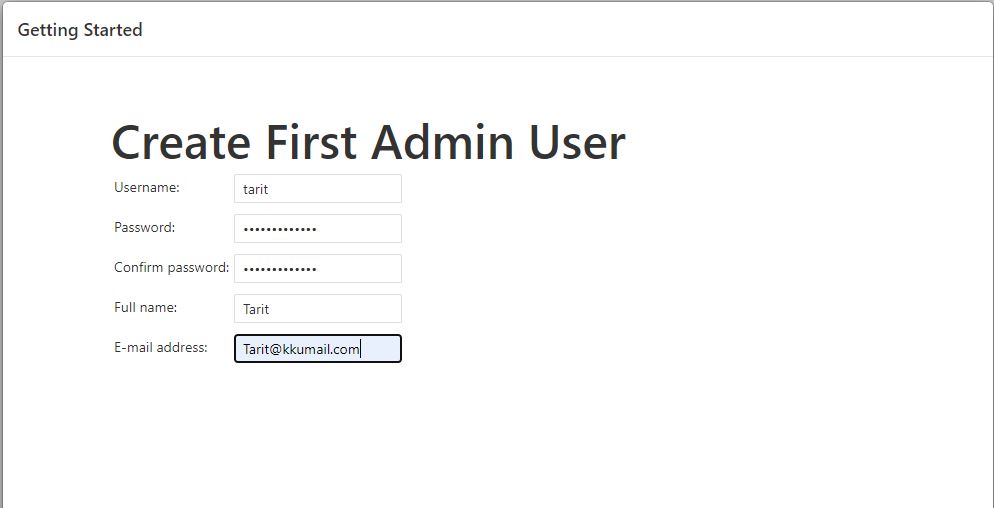 Getting Started
Create First Admin User
Username: tarit
Password: •••••••••••••
Confirm password: •••••••••••••
Full name: Tarit
E-mail address: Tarit@kkumail.com